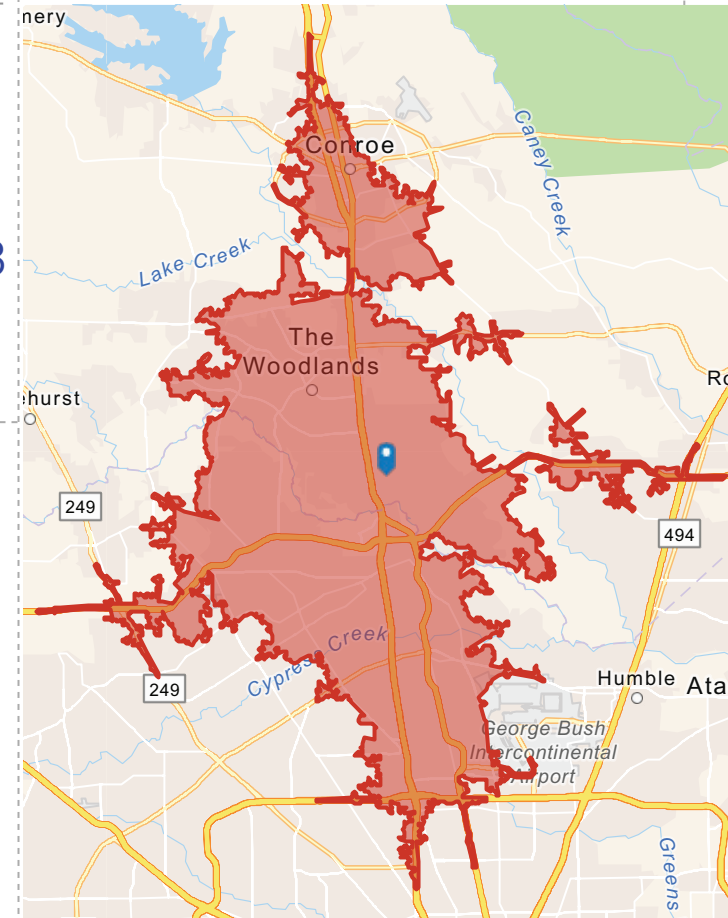 nery
Conroe
Caney Creek
Lake Creek
The
Woodlands
Ro
ehurst
249
494
Cypress Creek
249
Humble
Ata
George Bush
Intercontinental
Airport
Greens